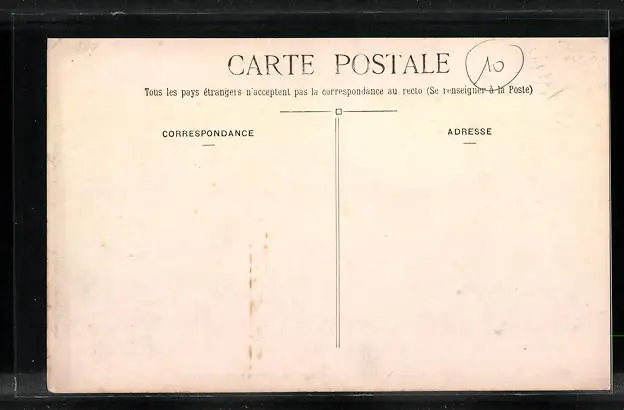 CARTE POSTALE
10
Tous les pays étrangers n'acceptent pas la correspondance au recto (Se renseigner à la Poste)
CORRESPONDANCE
ADRESSE